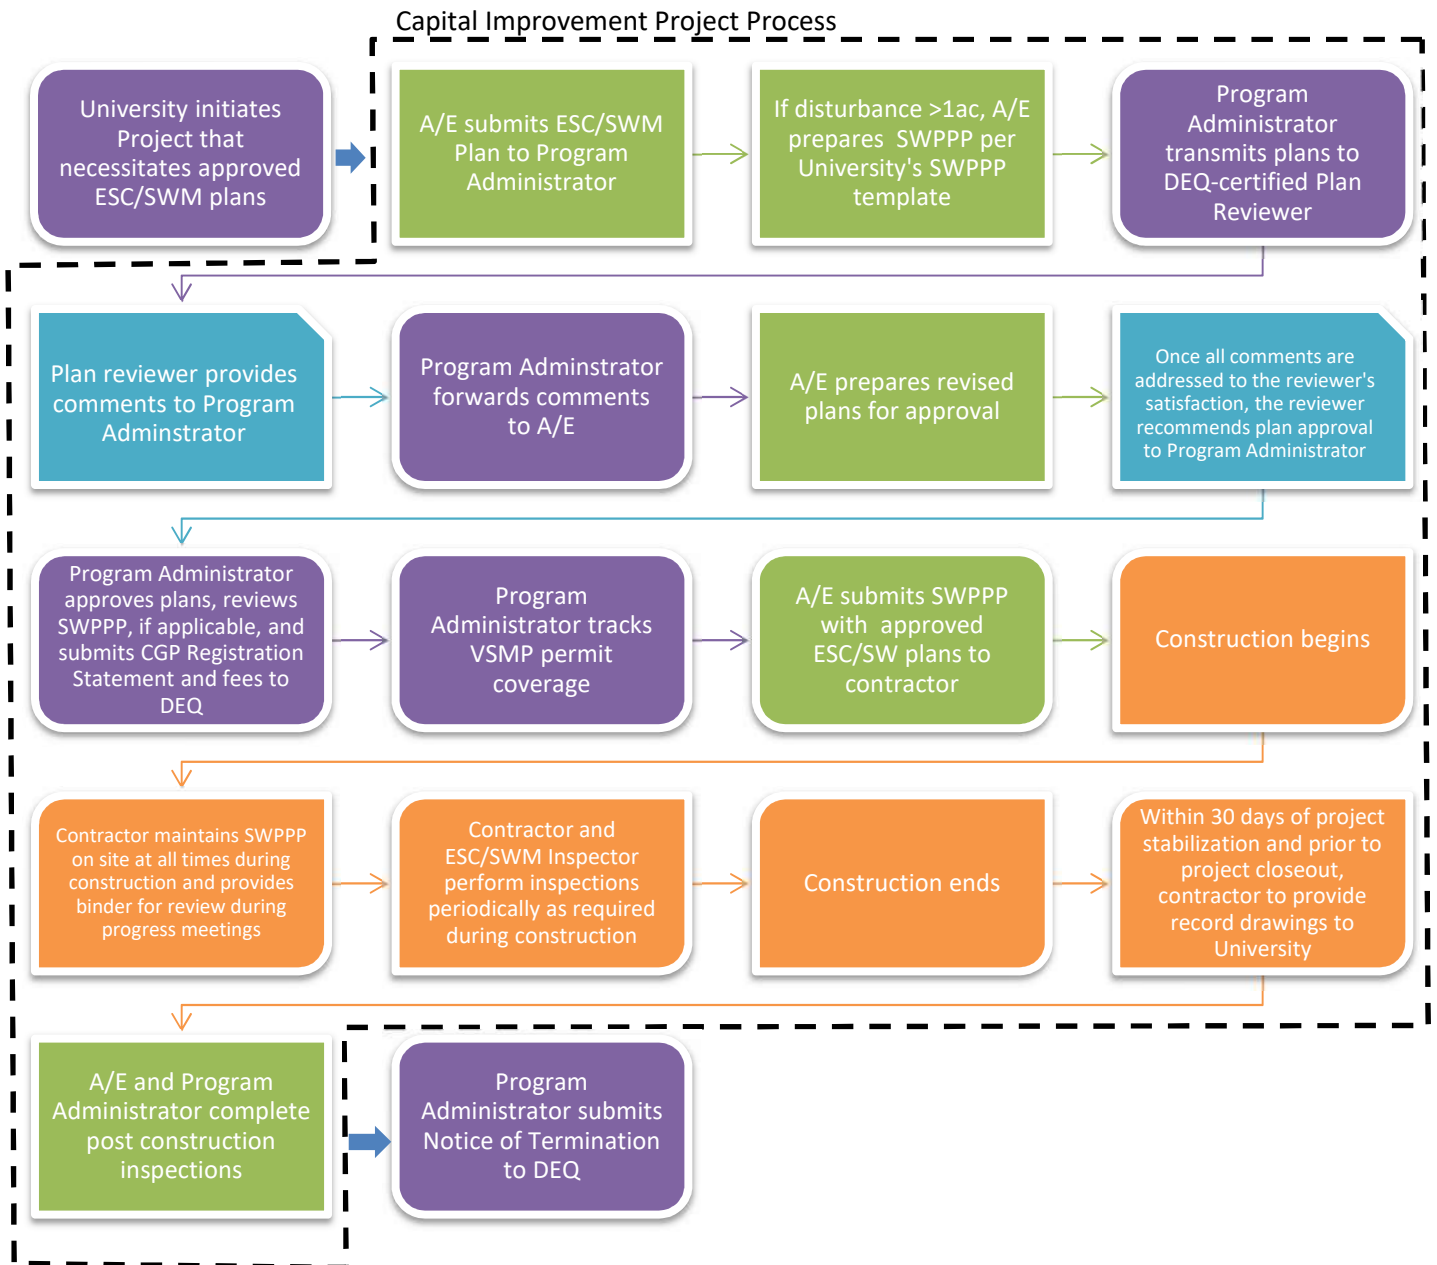 Capital Improvement Project Process
University initiates
Project that
necessitates approved
ESC/SWM plans
A/E submits ESC/SWM
Plan to Program
Administrator
If disturbance >1ac, A/E
prepares SWPPP per
University's SWPPP
template
Program
Administrator
transmits plans to
DEQ-certified Plan
Reviewer
Plan reviewer provides
comments to Program
Adminstrator
Program Adminstrator
forwards comments
to A/E
A/E prepares revised
plans for approval
Once all comments are
addressed to the reviewer's
satisfaction, the reviewer
recommends plan approval
to Program Administrator
Program Administrator
approves plans, reviews
SWPPP, if applicable, and
submits CGP Registration
Statement and fees to
DEQ
Program
Administrator tracks
VSMP permit
coverage
A/E submits SWPPP
with approved
ESC/SW plans to
contractor
Construction begins
Contractor maintains SWPPP
on site at all times during
construction and provides
binder for review during
progress meetings
Contractor and
ESC/SWM Inspector
perform inspections
periodically as required
during construction
Construction ends
Within 30 days of project
stabilization and prior to
project closeout,
contractor to provide
record drawings to
University
A/E and Program
Administrator complete
post construction
inspections
Program
Administrator submits
Notice of Termination
to DEQ